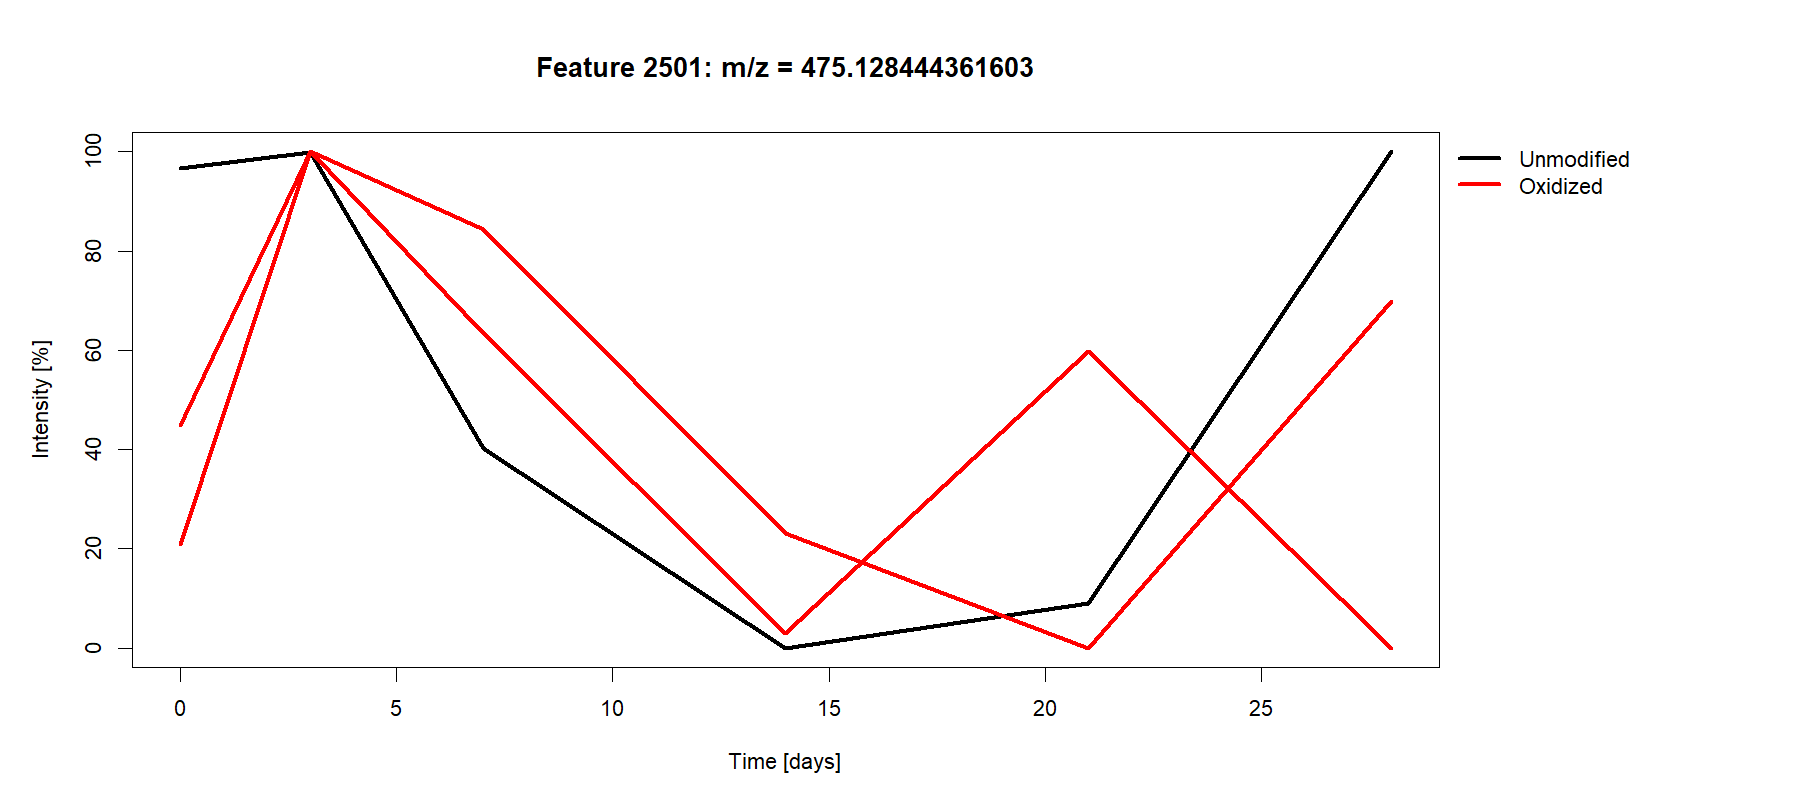 Feature 2501: m/z = 475.128444361603
Unmodified
Oxidized
100
80
60
40
20
0
Intensity [%]
0 5 10 15 20 25
Time [days]